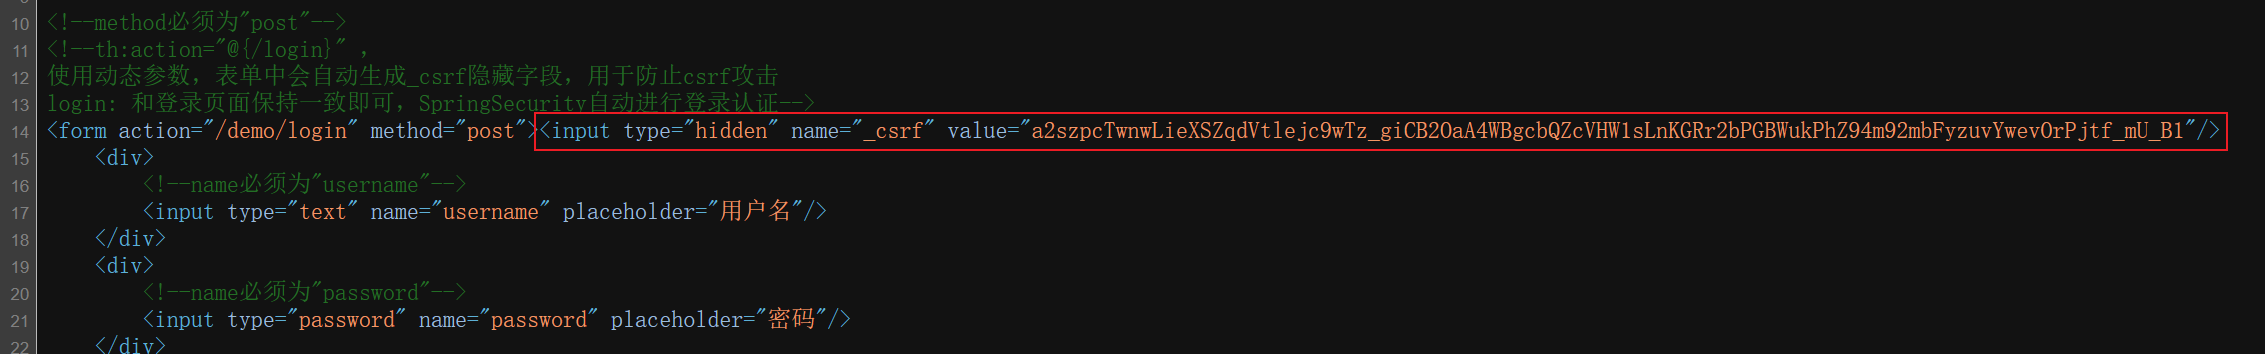 10 <!--method必须为"post"-->
11 <!--th:action="@{/login}" ,
12 使用动态参数，表单中会自动生成_csrf隐藏字段，用于防止csrf攻击
13 login: 和登录页面保持一致即可，SpringSecurity自动进行登录认证-->
14 <form action="/demo/login" method="post"><input type="hidden" name="_csrf" value="a2szpcTwnwLieXSZqdVtlejc9wTz_giCB2OaA4WBgcbQZcVHW1sLnKGRr2bPGBWukPhZ94m92mbFyzuvYwevOrPjtf_mU_B1"/>
15 <div>
16 <!--name必须为"username"-->
17 <input type="text" name="username" placeholder="用户名"/>
18 </div>
19 <div>
20 <!--name必须为"password"-->
21 <input type="password" name="password" placeholder="密码"/>
22 </div>